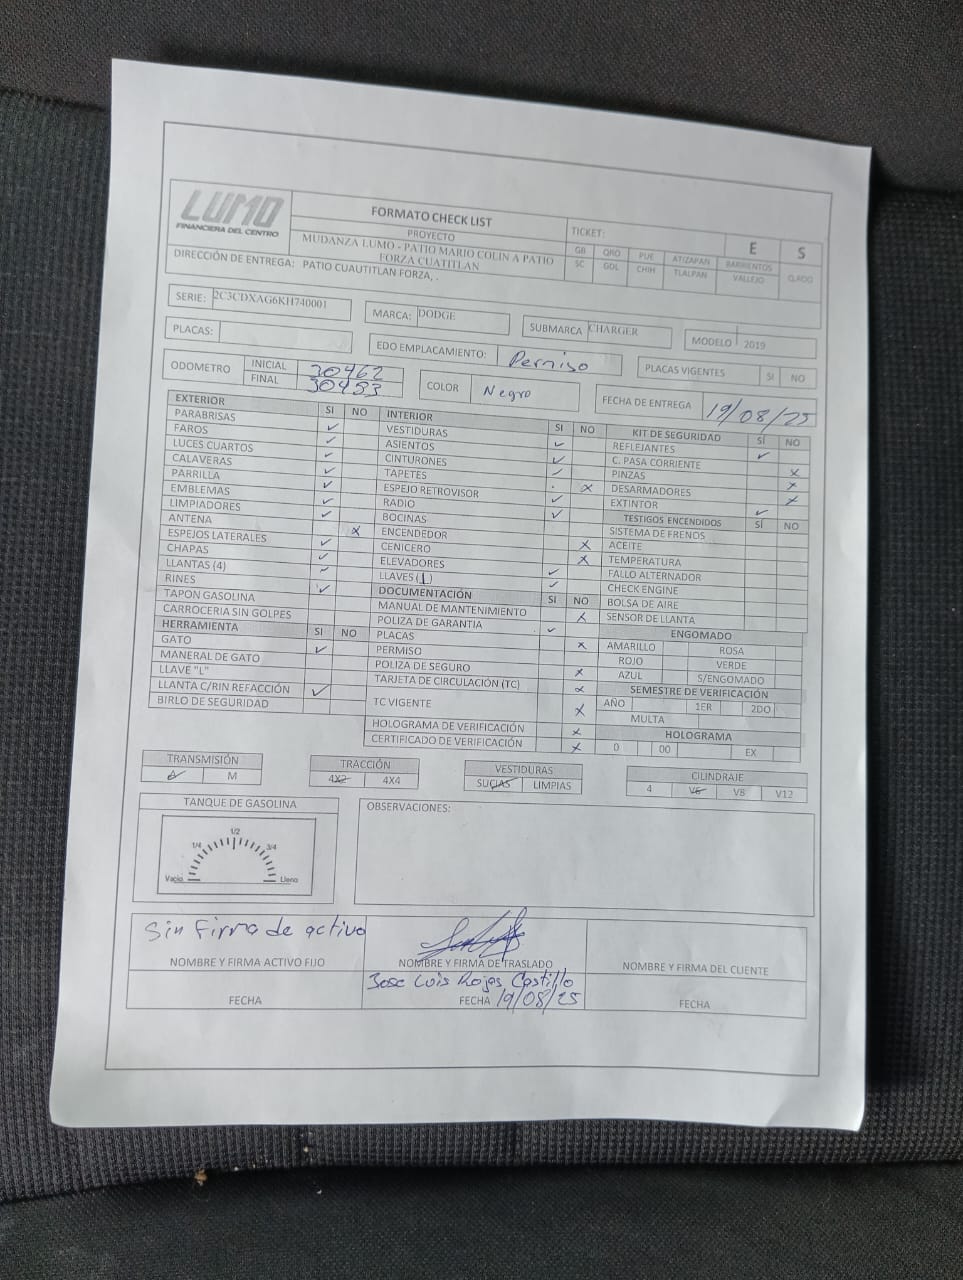 LUMO
FINANCIERA DEL CENTRO
FORMATO CHECK LIST
PROYECTO
MUDANZA LUMO - PATIO MARIO COLIN A PATIO
FORZA CUATITLAN
TICKET:
E S
GB QRO PUE ATIZAPAN BARRIENTOS
SC GDL CHIH TLALPAN VALLEJO
DIRECCIÓN DE ENTREGA: PATIO CUAUTITLAN FORZA, .
SERIE: 2C3CDXAG6KH740001
MARCA: DODGE
SUBMARCA CHARGER
MODELO 2019
PLACAS:
EDO EMPLACAMIENTO: Permiso
PLACAS VIGENTES SI NO
ODOMETRO
INICIAL 30462
FINAL 30493
COLOR Negro
FECHA DE ENTREGA 19/08/25
EXTERIOR SI NO
PARABRISAS ✓
FAROS ✓
LUCES CUARTOS ✓
CALAVERAS ✓
PARRILLA ✓
EMBLEMAS ✓
LIMPIADORES ✓
ANTENA x
ESPEJOS LATERALES ✓
CHAPAS ✓
LLANTAS (4) ✓
RINES ✓
TAPON GASOLINA
CARROCERIA SIN GOLPES
HERRAMIENTA SI NO
GATO ✓
MANERAL DE GATO
LLAVE "L"
LLANTA C/RIN REFACCIÓN ✓
BIRLO DE SEGURIDAD
INTERIOR SI NO
VESTIDURAS ✓
ASIENTOS ✓
CINTURONES ✓
TAPETES x
ESPEJO RETROVISOR ✓
RADIO ✓
BOCINAS
ENCENDEDOR x
CENICERO x
ELEVADORES ✓
LLAVES (1) ✓
DOCUMENTACIÓN SI NO
MANUAL DE MANTENIMIENTO x
POLIZA DE GARANTIA ✓
PLACAS x
PERMISO
POLIZA DE SEGURO x
TARJETA DE CIRCULACIÓN (TC) x
TC VIGENTE x
HOLOGRAMA DE VERIFICACIÓN x
CERTIFICADO DE VERIFICACIÓN x
KIT DE SEGURIDAD SÍ NO
REFLEJANTES ✓
C. PASA CORRIENTE x
PINZAS x
DESARMADORES x
EXTINTOR ✓
TESTIGOS ENCENDIDOS SÍ NO
SISTEMA DE FRENOS
ACEITE
TEMPERATURA
FALLO ALTERNADOR
CHECK ENGINE
BOLSA DE AIRE
SENSOR DE LLANTA
ENGOMADO
AMARILLO ROSA
ROJO VERDE
AZUL S/ENGOMADO
SEMESTRE DE VERIFICACIÓN
AÑO 1ER 2DO
MULTA
HOLOGRAMA
0 00 EX
TRANSMISIÓN
A M
TRACCIÓN
4X2 4X4
VESTIDURAS
SUCIAS LIMPIAS
CILINDRAJE
4 V6 V8 V12
TANQUE DE GASOLINA
1/4 1/2 3/4
Vacio Lleno
OBSERVACIONES:
Sin Firma de activo
NOMBRE Y FIRMA ACTIVO FIJO
FECHA
NOMBRE Y FIRMA DE TRASLADO
Jose Luis Rojas Castillo
FECHA 19/08/25
NOMBRE Y FIRMA DEL CLIENTE
FECHA